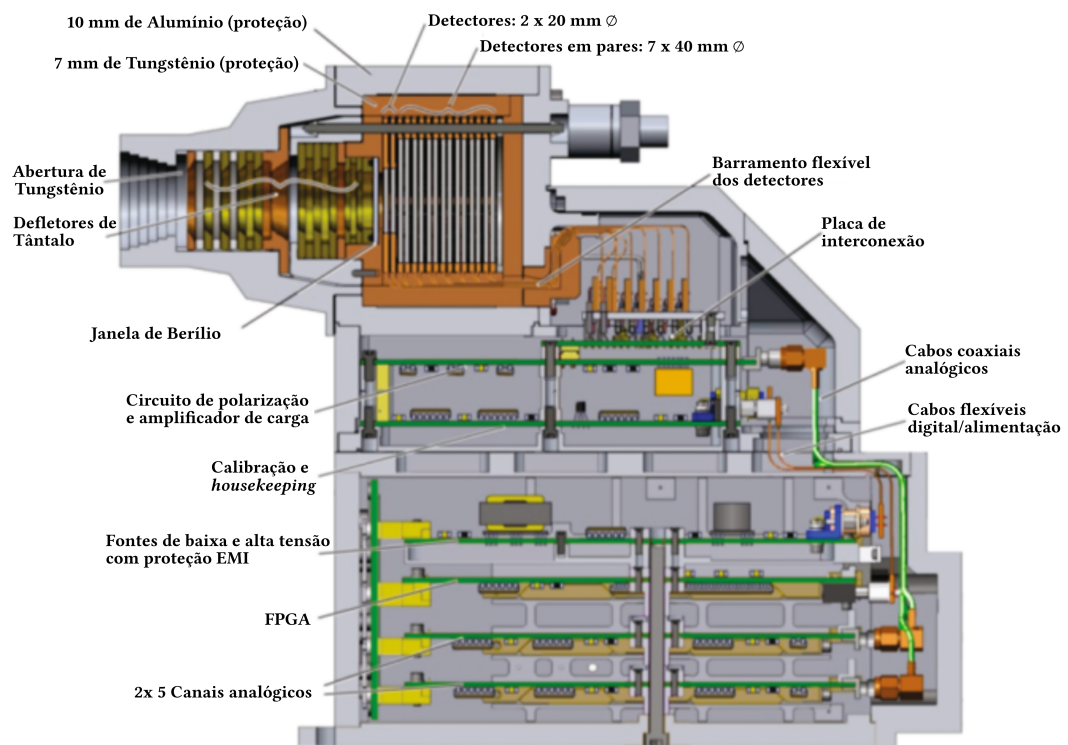 10 mm de Alumínio (proteção)
Detectores: 2 x 20 mm ∅
Detectores em pares: 7 x 40 mm ∅
7 mm de Tungstênio (proteção)
Abertura de
Tungstênio
Defletores de
Tântalo
Barramento flexível
dos detectores
Placa de
interconexão
Janela de Berílio
Cabos coaxiais
analógicos
Circuito de polarização
e amplificador de carga
Cabos flexíveis
digital/alimentação
Calibração e
housekeeping
Fontes de baixa e alta tensão
com proteção EMI
FPGA
2x 5 Canais analógicos